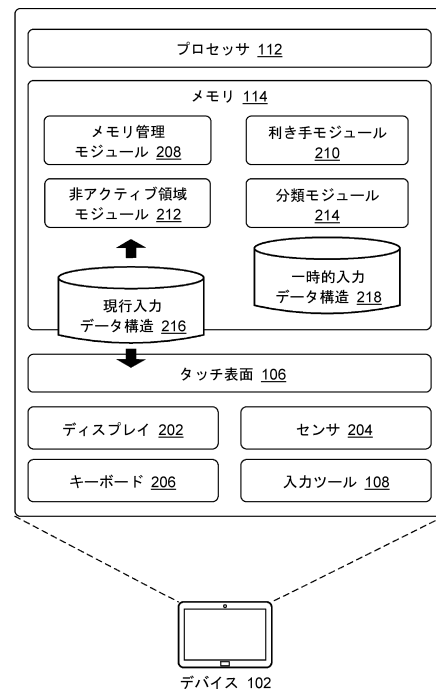 プロセッサ 112
メモリ 114
メモリ管理
モジュール 208
利き手モジュール
210
非アクティブ領域
モジュール 212
分類モジュール
214
現行入力
データ構造 216
一時的入力
データ構造 218
タッチ表面 106
ディスプレイ 202
センサ 204
キーボード 206
入力ツール 108
デバイス 102